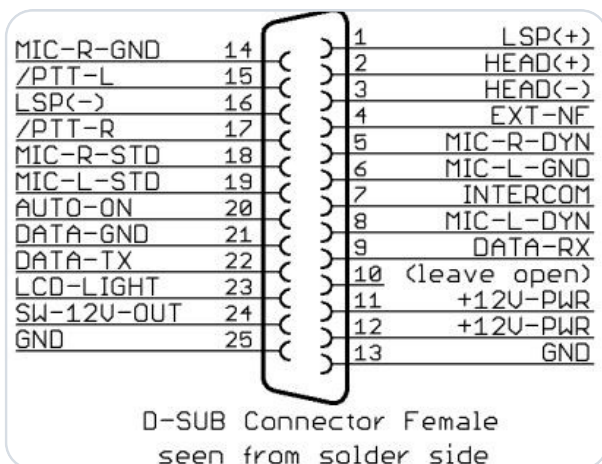 MIC-R-GND 14
/PTT-L 15
LSP(-) 16
/PTT-R 17
MIC-R-STD 18
MIC-L-STD 19
AUTO-ON 20
DATA-GND 21
DATA-TX 22
LCD-LIGHT 23
SW-12V-OUT 24
GND 25
1 LSP(+)
2 HEAD(+)
3 HEAD(-)
4 EXT-NF
5 MIC-R-DYN
6 MIC-L-GND
7 INTERCOM
8 MIC-L-DYN
9 DATA-RX
10 (leave open)
11 +12V-PWR
12 +12V-PWR
13 GND
D-SUB Connector Female
seen from solder side